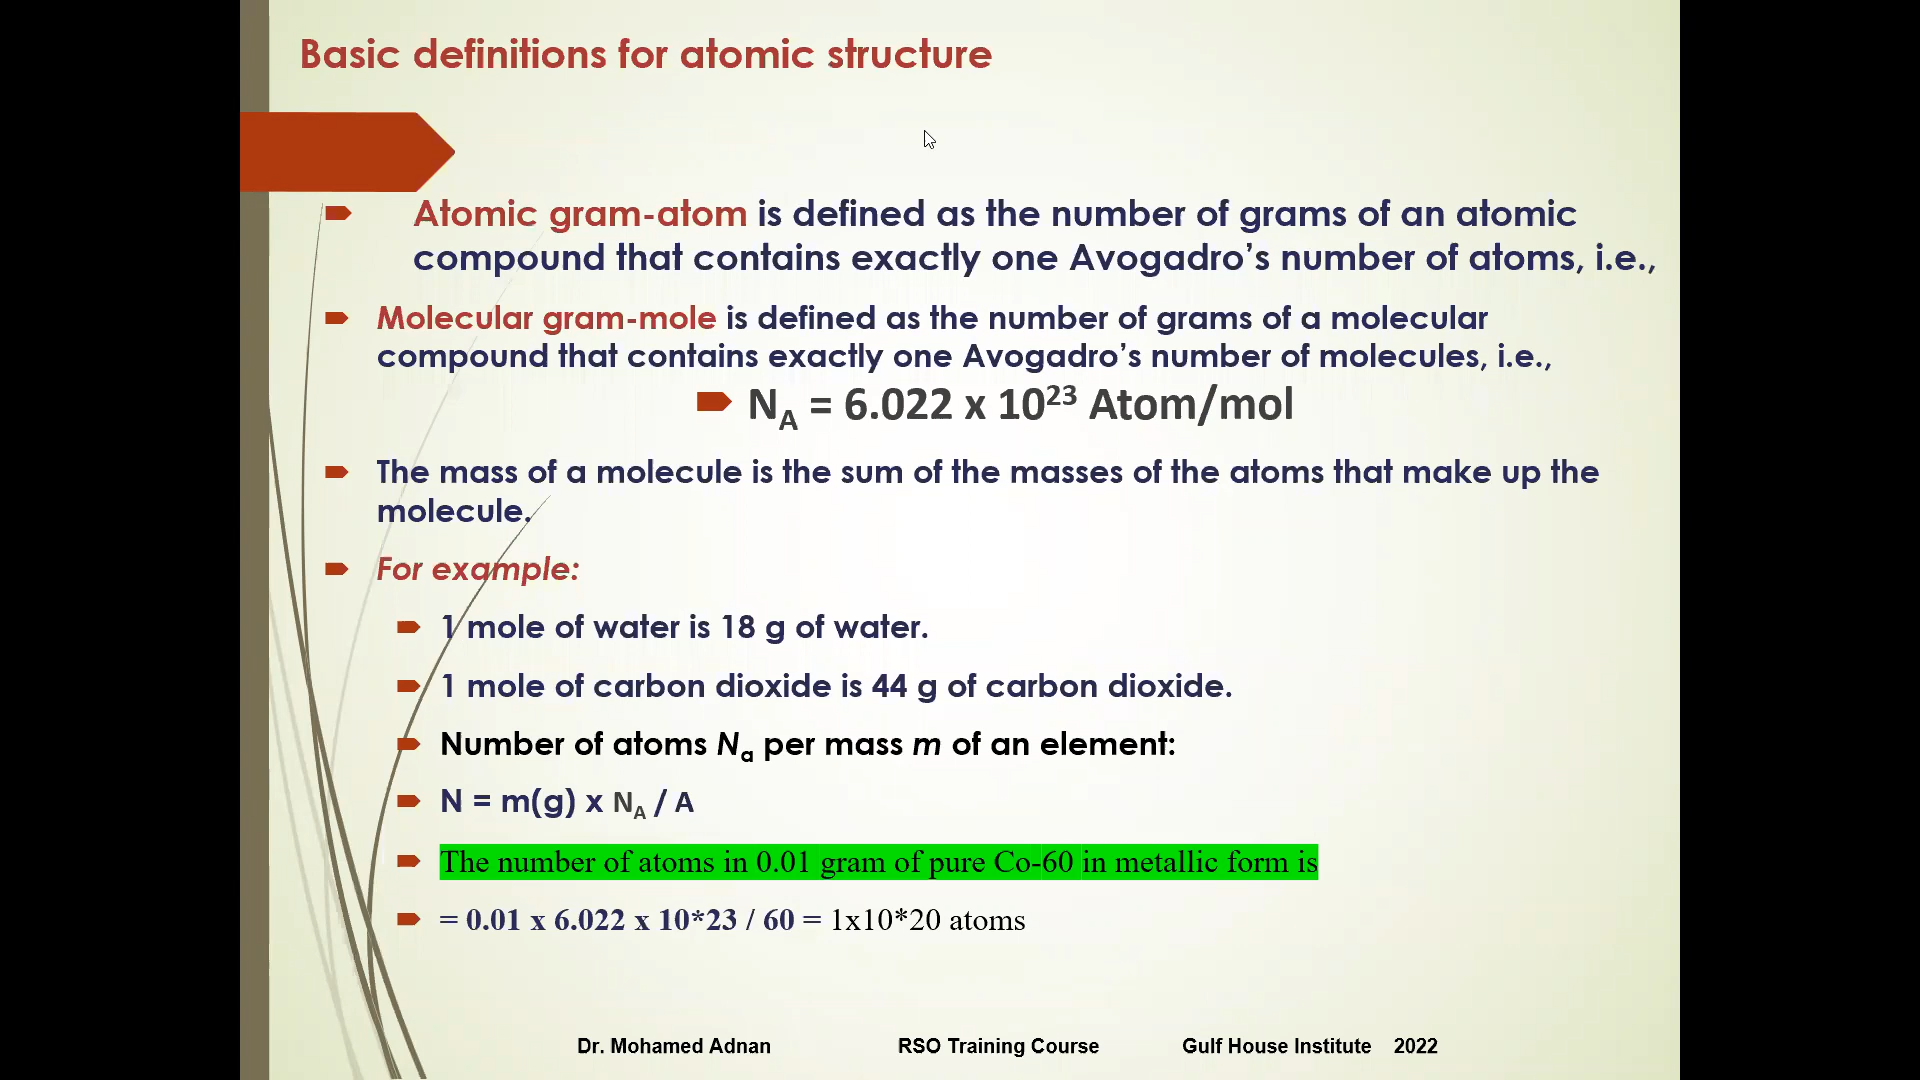 Basic definitions for atomic structure
Atomic gram-atom is defined as the number of grams of an atomic
compound that contains exactly one Avogadro’s number of atoms, i.e.,
Molecular gram-mole is defined as the number of grams of a molecular
compound that contains exactly one Avogadro’s number of molecules, i.e.,
N_A = 6.022 x 10²³ Atom/mol
The mass of a molecule is the sum of the masses of the atoms that make up the
molecule.
For example:
1 mole of water is 18 g of water.
1 mole of carbon dioxide is 44 g of carbon dioxide.
Number of atoms Nₐ per mass m of an element:
N = m(g) x N_A / A
The number of atoms in 0.01 gram of pure Co-60 in metallic form is
= 0.01 x 6.022 x 10*23 / 60 = 1x10*20 atoms
Dr. Mohamed Adnan RSO Training Course Gulf House Institute 2022